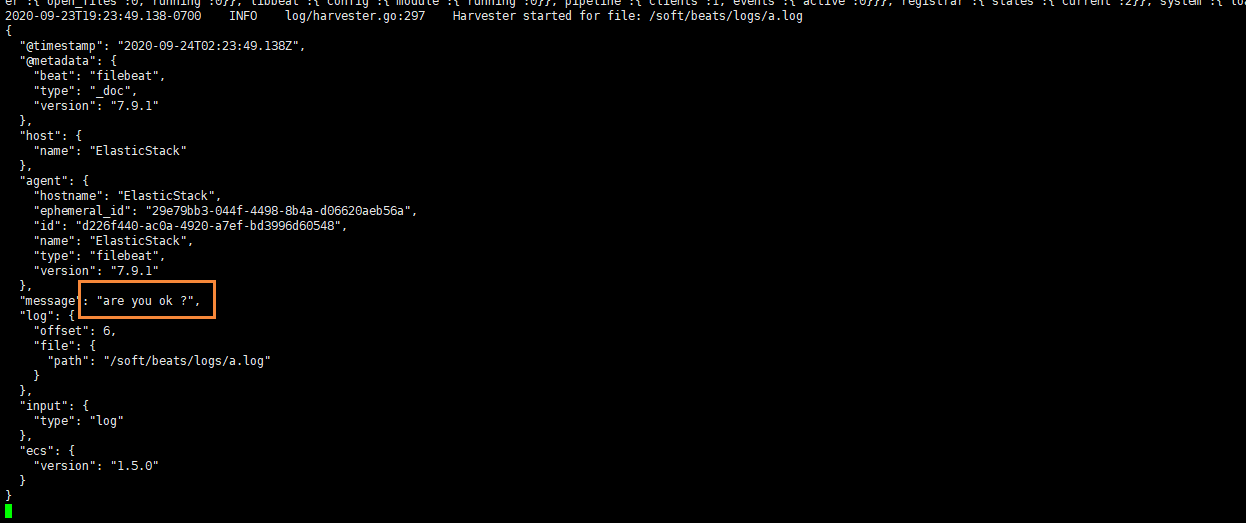 er":{"open_files":0,"running":0}},"libbeat":{"config":{"module":{"running":0}},"pipeline":{"clients":1,"events":{"active":0}}},"registrar":{"states":{"current":2}},"system":{"loa
2020-09-23T19:23:49.138-0700    INFO    log/harvester.go:297    Harvester started for file: /soft/beats/logs/a.log
{
  "@timestamp": "2020-09-24T02:23:49.138Z",
  "@metadata": {
    "beat": "filebeat",
    "type": "_doc",
    "version": "7.9.1"
  },
  "host": {
    "name": "ElasticStack"
  },
  "agent": {
    "hostname": "ElasticStack",
    "ephemeral_id": "29e79bb3-044f-4498-8b4a-d06620aeb56a",
    "id": "d226f440-ac0a-4920-a7ef-bd3996d60548",
    "name": "ElasticStack",
    "type": "filebeat",
    "version": "7.9.1"
  },
  "message": "are you ok ?",
  "log": {
    "offset": 6,
    "file": {
      "path": "/soft/beats/logs/a.log"
    }
  },
  "input": {
    "type": "log"
  },
  "ecs": {
    "version": "1.5.0"
  }
}